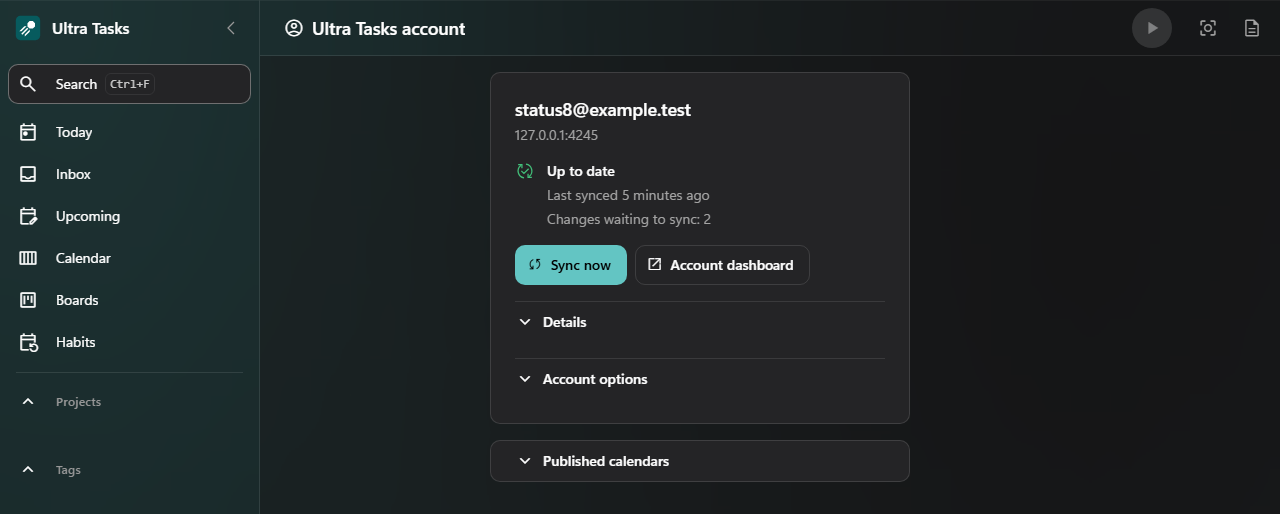 Ultra Tasks
Search Ctrl+F
Today
Inbox
Upcoming
Calendar
Boards
Habits
Projects
Tags
Ultra Tasks account
status8@example.test
127.0.0.1:4245
Up to date
Last synced 5 minutes ago
Changes waiting to sync: 2
Sync now
Account dashboard
Details
Account options
Published calendars